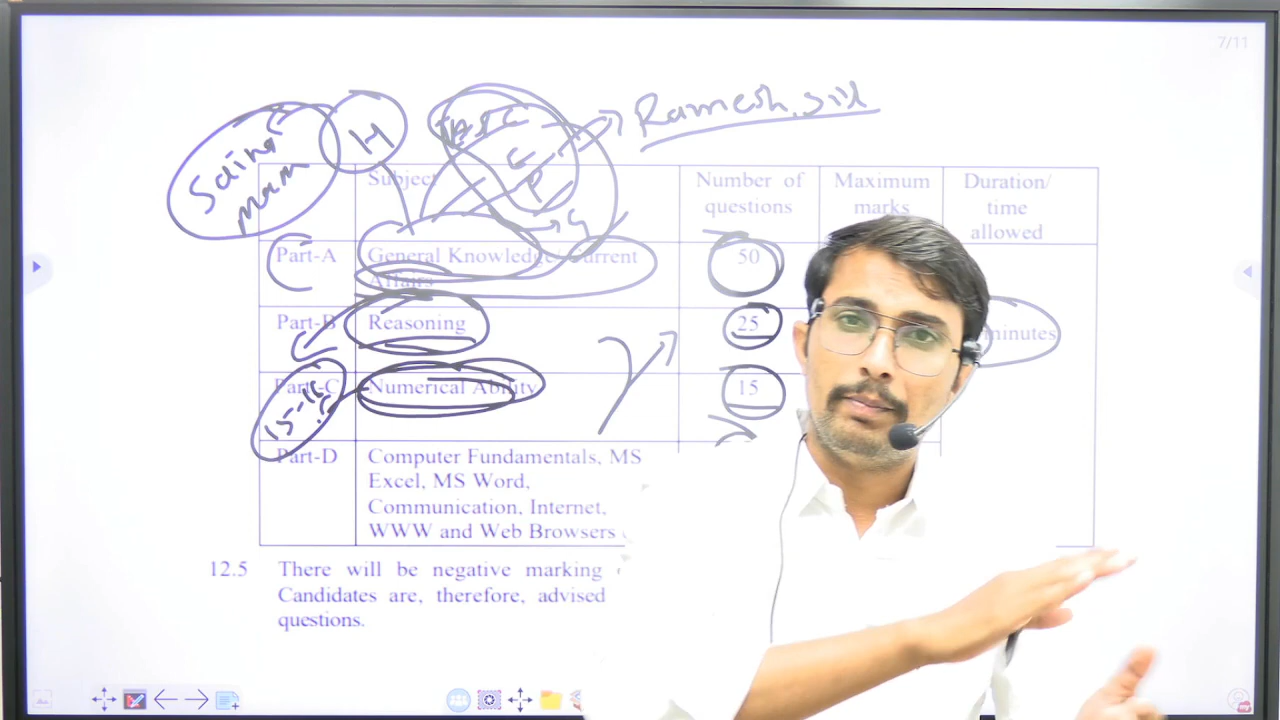 7/11
Saina mam
H
E
P
G
Ramesh sir
Subject
Number of questions
Maximum marks
Duration/ time allowed
Part-A
General Knowledge/ Current Affairs
50
Part-B
Reasoning
25
minutes
Part-C
Numerical Ability
15
Part-D
Computer Fundamentals, MS
Excel, MS Word,
Communication, Internet,
WWW and Web Browsers
12.5 There will be negative marking
Candidates are, therefore, advised
questions.